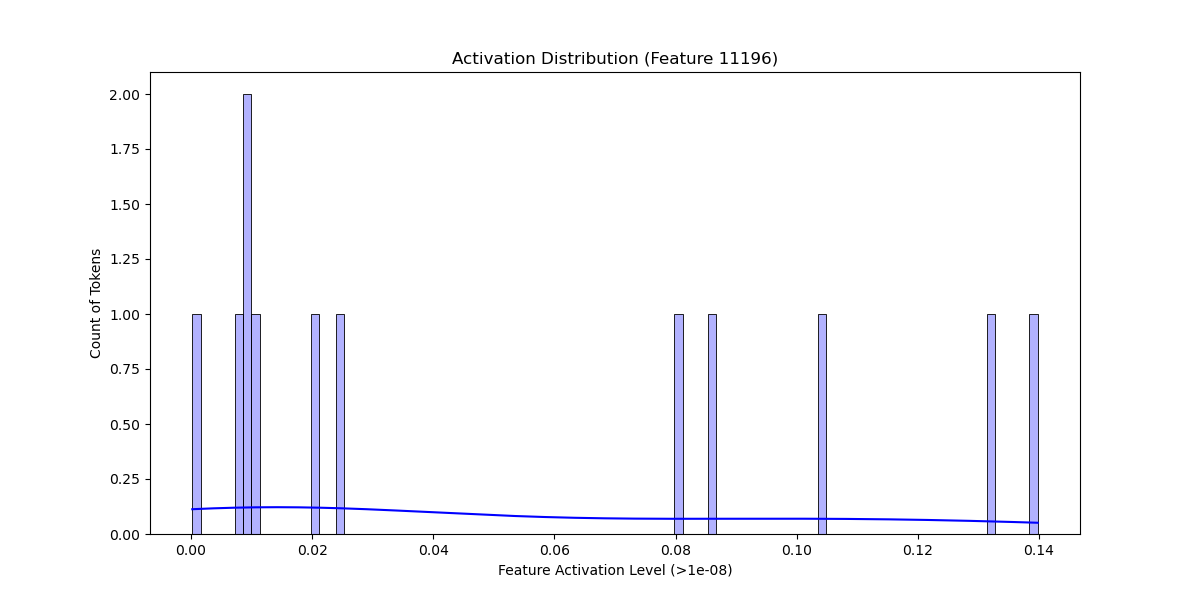 Activation Distribution (Feature 11196)
2.00
1.75
1.50
1.25
1.00
0.75
0.50
0.25
0.00
Count of Tokens
0.00 0.02 0.04 0.06 0.08 0.10 0.12 0.14
Feature Activation Level (>1e-08)